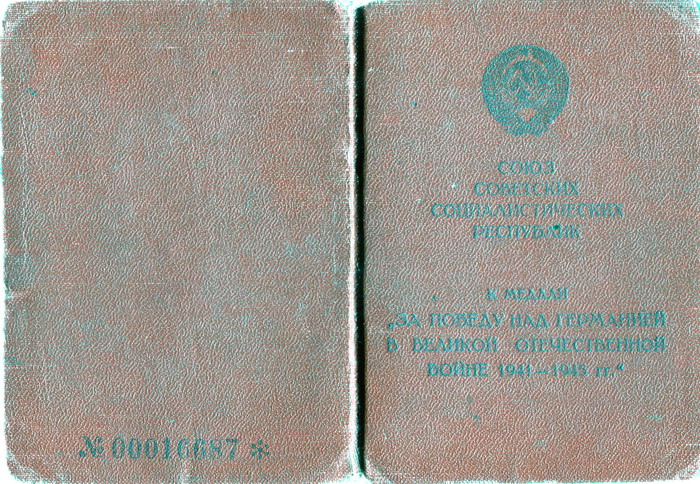 № 00016687 *
СОЮЗ
СОВЕТСКИХ
СОЦИАЛИСТИЧЕСКИХ
РЕСПУБЛИК
К МЕДАЛИ
„ЗА ПОБЕДУ НАД ГЕРМАНИЕЙ
В ВЕЛИКОЙ ОТЕЧЕСТВЕННОЙ
ВОЙНЕ 1941—1945 гг.“